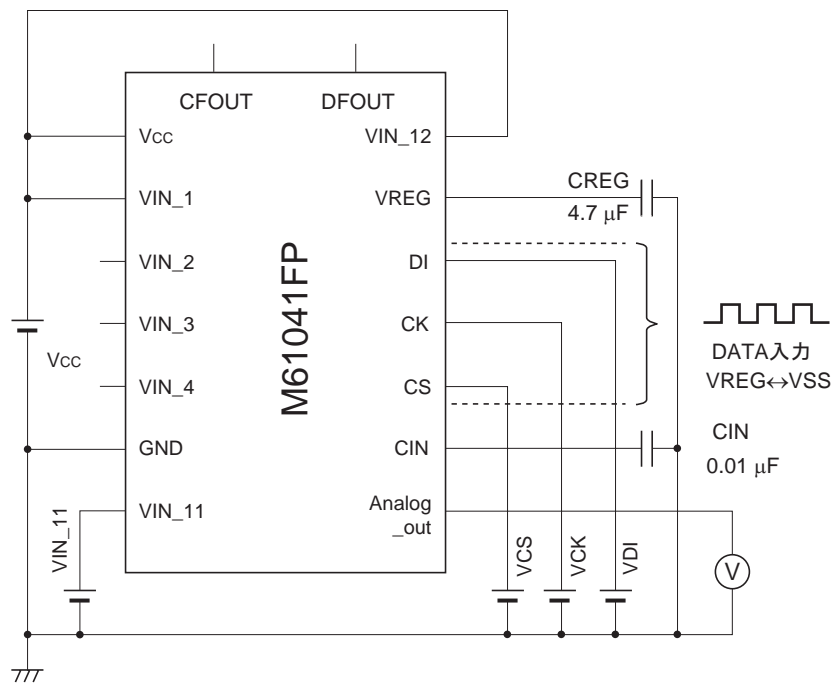 CFOUT
DFOUT
Vcc
VIN_1
VIN_2
VIN_3
VIN_4
GND
VIN_11
M61041FP
VIN_12
VREG
DI
CK
CS
CIN
Analog
_out
CREG
4.7 μF
DATA入力
VREG↔VSS
CIN
0.01 μF
Vcc
VIN_11
VCS
VCK
VDI
V